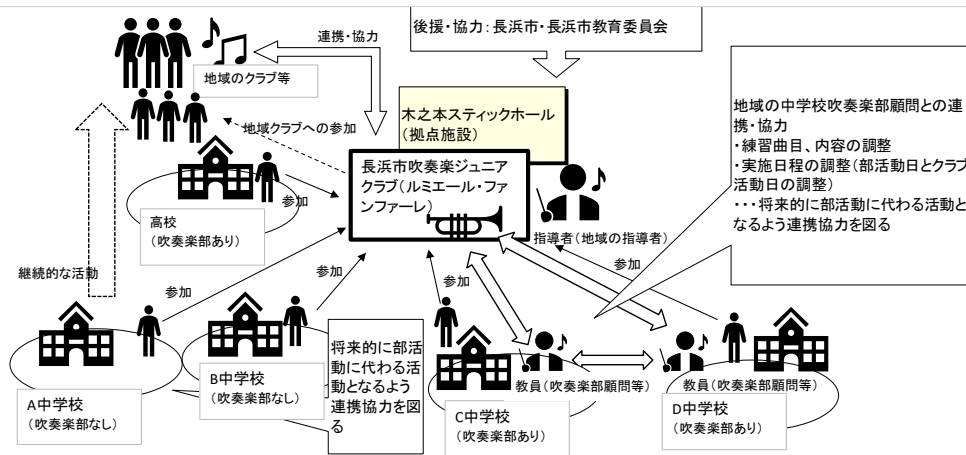 連携・協力
後援・協力：長浜市・長浜市教育委員会
地域のクラブ等
木之本スティックホール
（拠点施設）
地域の中学校吹奏楽部顧問との連
携・協力
・練習曲目、内容の調整
・実施日程の調整（部活動日とクラブ
活動日の調整）
・・・将来的に部活動に代わる活動と
なるよう連携協力を図る
地域クラブへの参加
長浜市吹奏楽ジュニア
クラブ（ルミエール・ファ
ンファーレ）
参加
高校
（吹奏楽部あり）
指導者（地域の指導者）
継続的な活動
参加
参加
参加
参加
将来的に部活
動に代わる活
動となるよう
連携協力を図
る
A中学校
（吹奏楽部なし）
B中学校
（吹奏楽部なし）
教員（吹奏楽部顧問等）
教員（吹奏楽部顧問等）
C中学校
（吹奏楽部あり）
D中学校
（吹奏楽部あり）